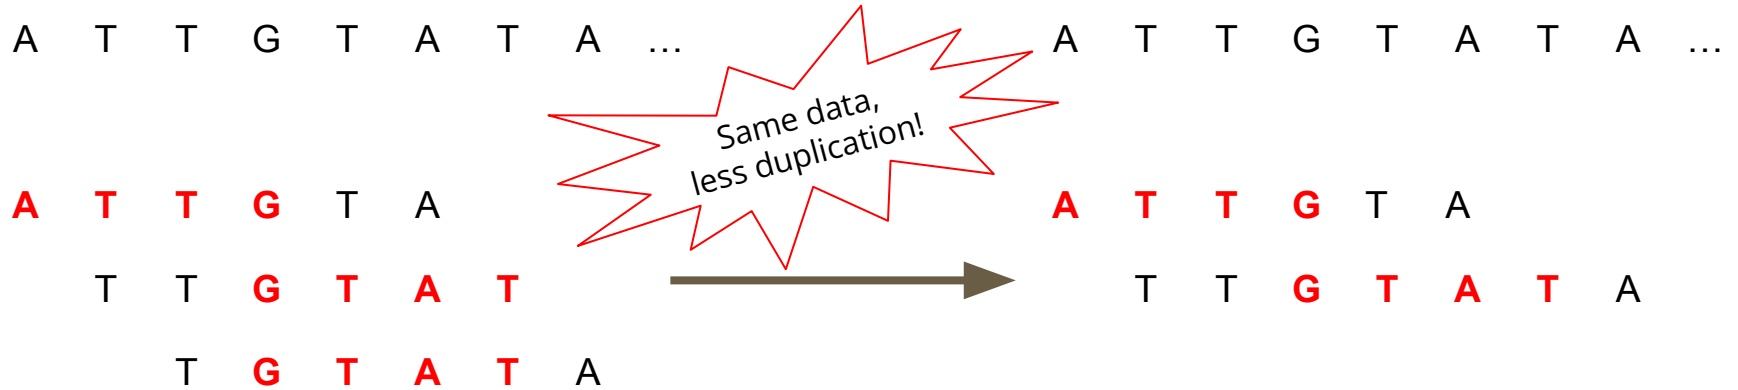 A T T G T A T A ... A T T G T A T A ...
Same data,
less duplication!
A T T G T A A T T G T A
T T G T A T T T G T A T A
T G T A T A